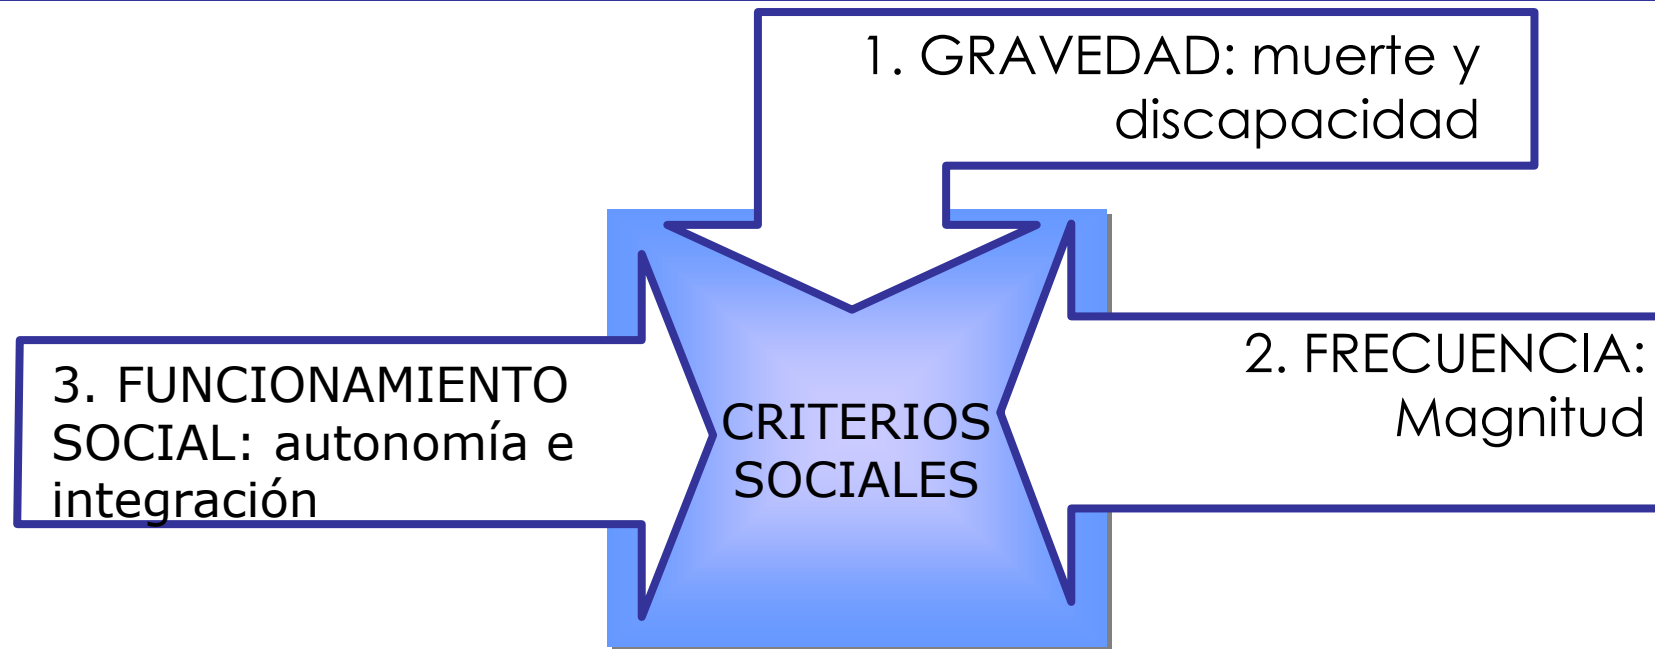 1. GRAVEDAD: muerte y
discapacidad
2. FRECUENCIA:
Magnitud
3. FUNCIONAMIENTO
SOCIAL: autonomía e
integración
CRITERIOS
SOCIALES